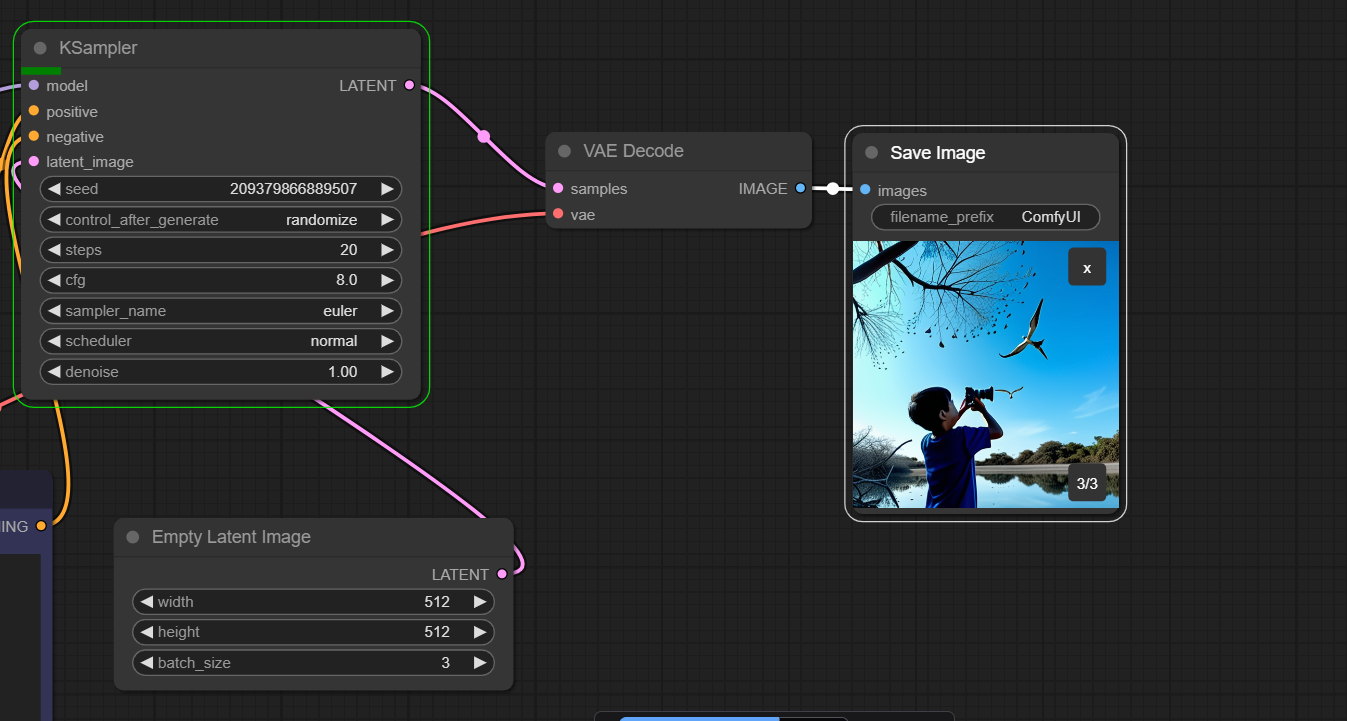 KSampler
model
LATENT
positive
negative
latent_image
seed 209379866889507
control_after_generate randomize
steps 20
cfg 8.0
sampler_name euler
scheduler normal
denoise 1.00
VAE Decode
samples
IMAGE
vae
Save Image
images
filename_prefix ComfyUI
x
3/3
ING
Empty Latent Image
LATENT
width 512
height 512
batch_size 3